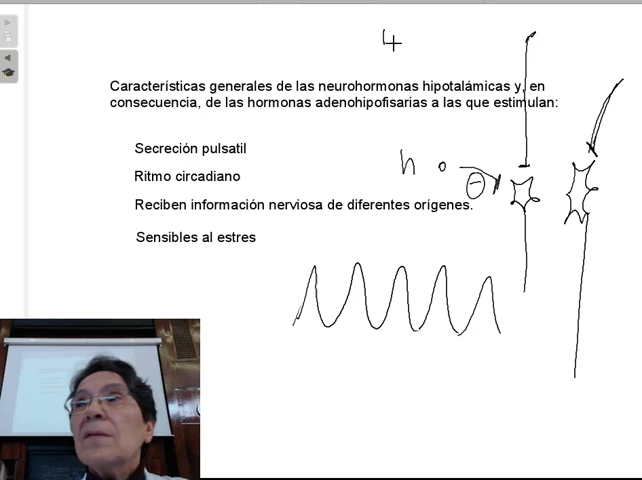 4
Características generales de las neurohormonas hipotalámicas y, en
consecuencia, de las hormonas adenohipofisarias a las que estimulan:
Secreción pulsatil
Ritmo circadiano
h
Reciben información nerviosa de diferentes orígenes.
Sensibles al estres